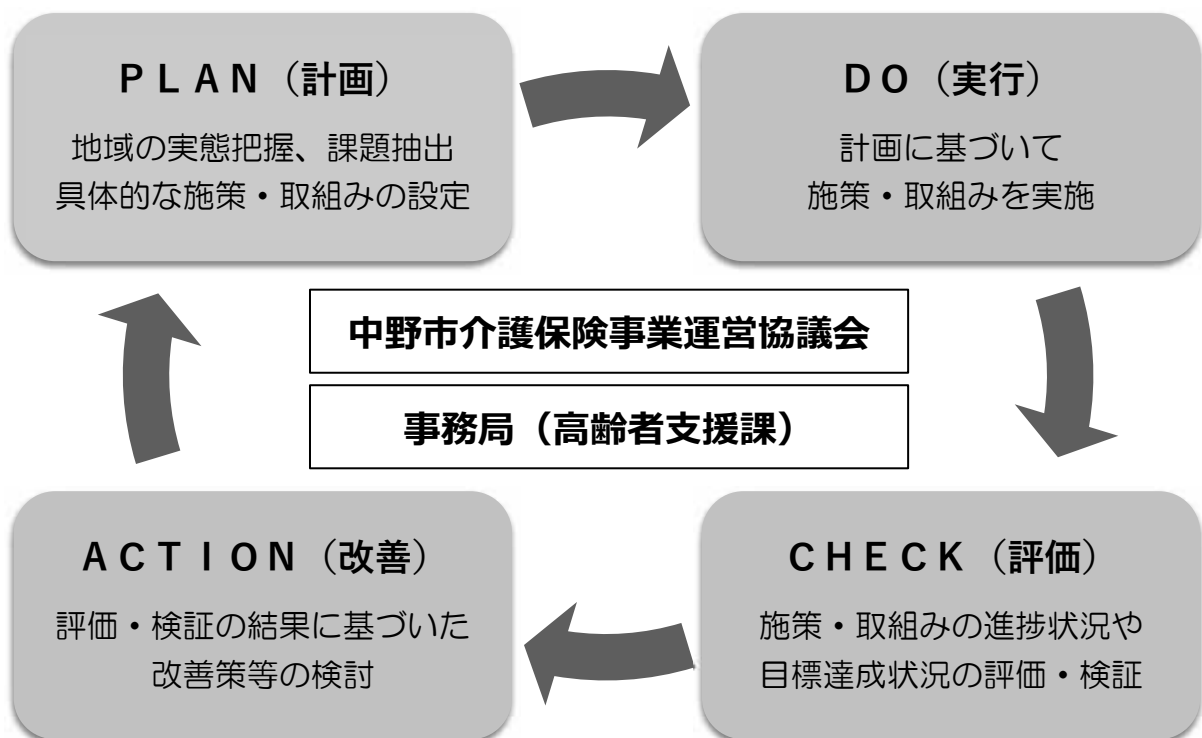 ＰＬＡＮ（計画）
地域の実態把握、課題抽出
具体的な施策・取組みの設定
ＤＯ（実行）
計画に基づいて
施策・取組みを実施
中野市介護保険事業運営協議会
事務局（高齢者支援課）
ＡＣＴＩＯＮ（改善）
評価・検証の結果に基づいた
改善策等の検討
ＣＨＥＣＫ（評価）
施策・取組みの進捗状況や
目標達成状況の評価・検証